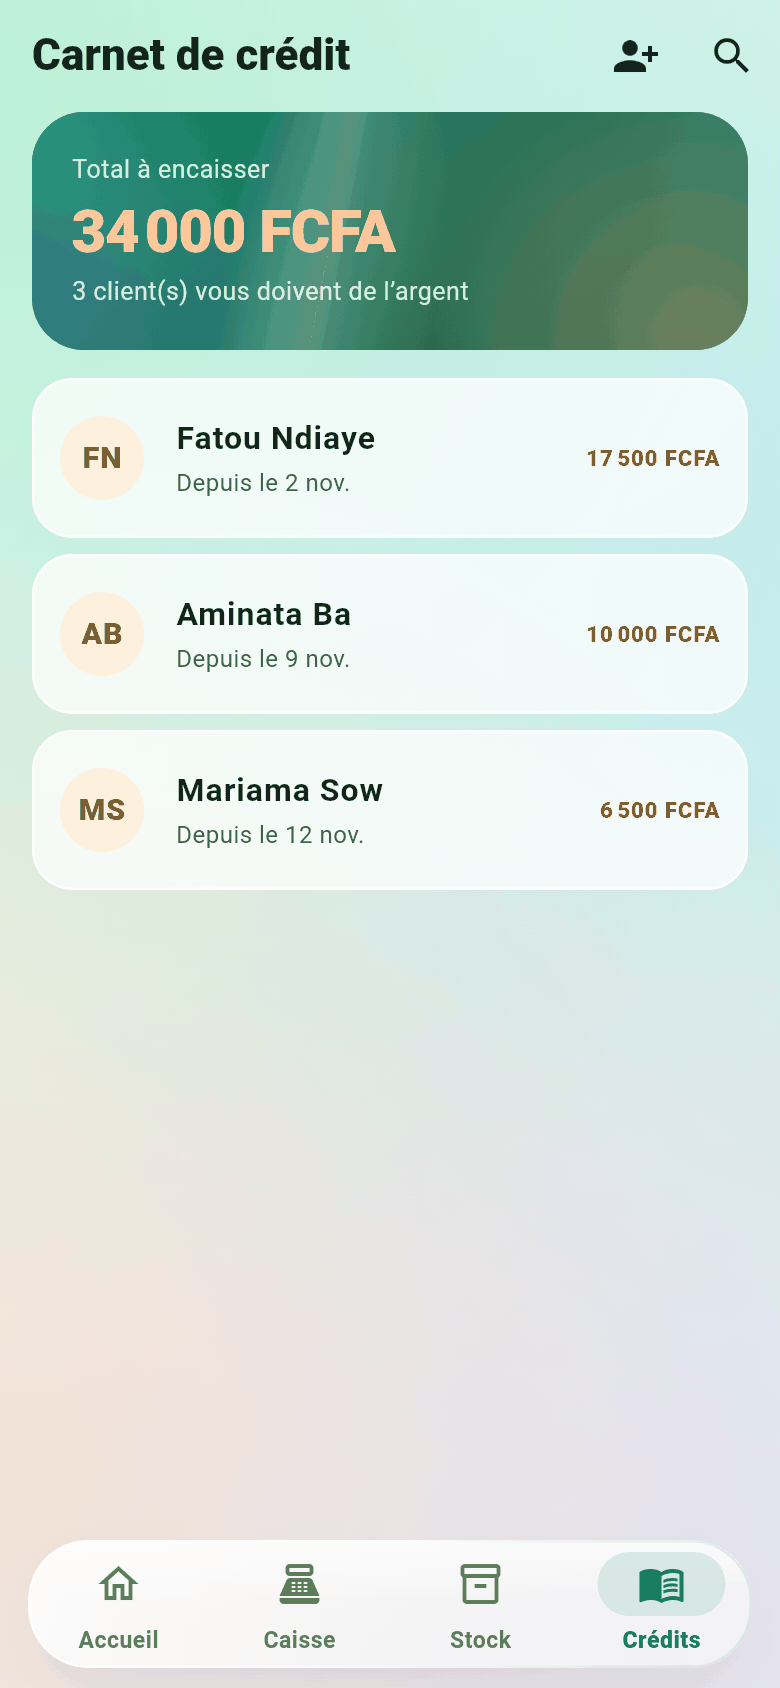 Carnet de crédit
Total à encaisser
34 000 FCFA
3 client(s) vous doivent de l’argent
FN
Fatou Ndiaye
Depuis le 2 nov.
17 500 FCFA
AB
Aminata Ba
Depuis le 9 nov.
10 000 FCFA
MS
Mariama Sow
Depuis le 12 nov.
6 500 FCFA
Accueil
Caisse
Stock
Crédits